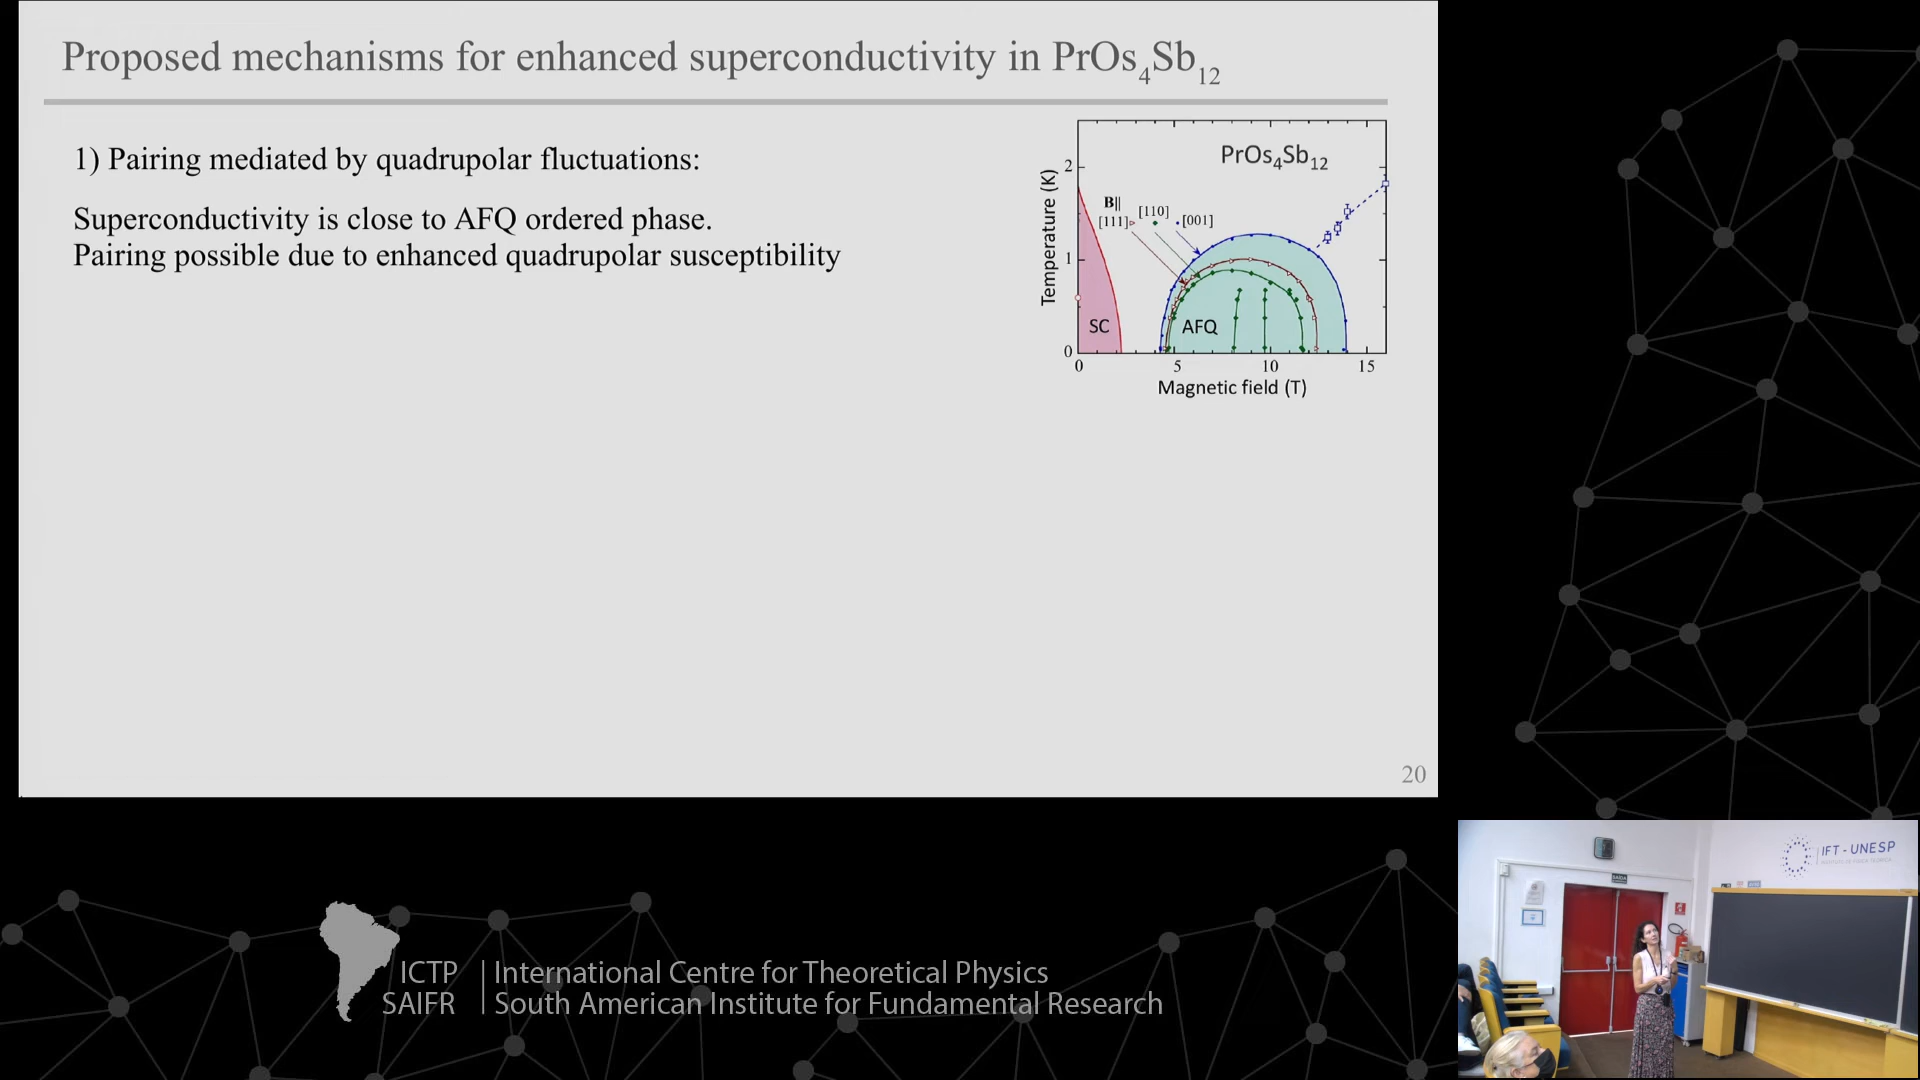 Proposed mechanisms for enhanced superconductivity in PrOs4Sb12
1) Pairing mediated by quadrupolar fluctuations:
Superconductivity is close to AFQ ordered phase.
Pairing possible due to enhanced quadrupolar susceptibility
PrOs4Sb12
Temperature (K)
2
1
0
B||
[111] [110] [001]
SC
AFQ
0 5 10 15
Magnetic field (T)
20
IFT - UNESP
SAÍDA
ICTP International Centre for Theoretical Physics
SAIFR South American Institute for Fundamental Research